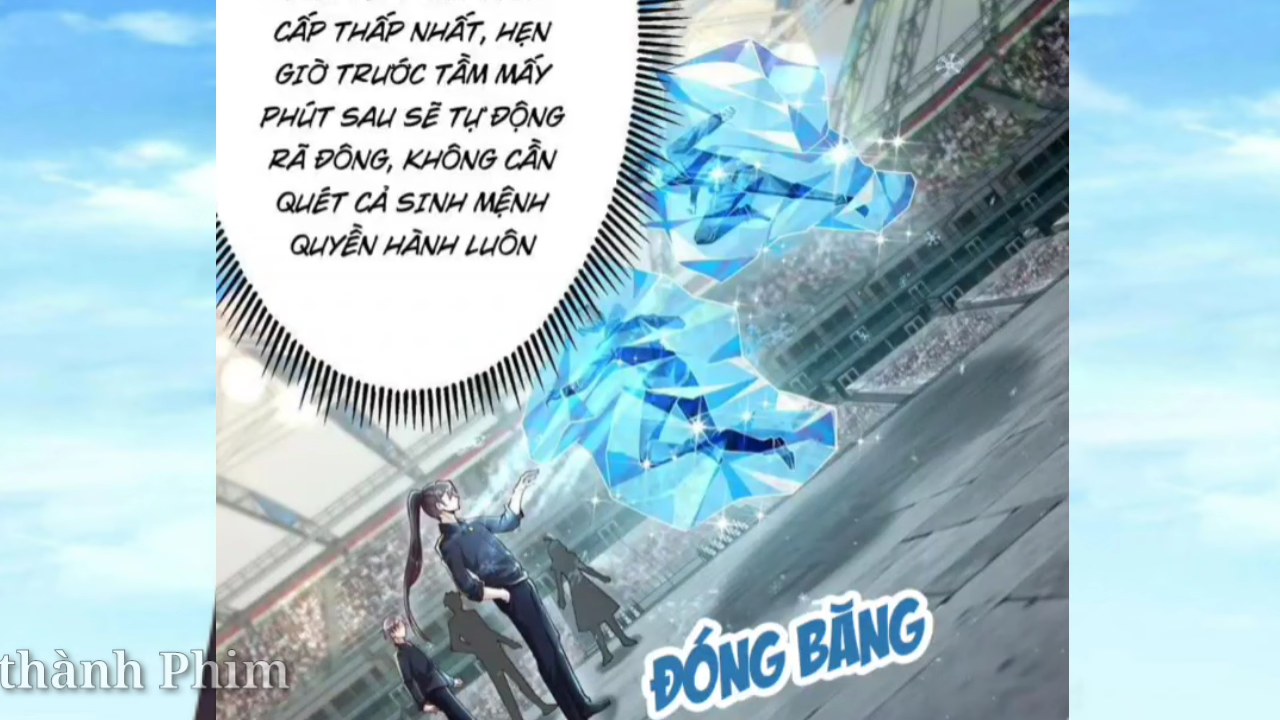 CẤP THẤP NHẤT, HẸN
GIỜ TRƯỚC TẦM MẤY
PHÚT SAU SẼ TỰ ĐỘNG
RÃ ĐÔNG, KHÔNG CẦN
QUÉT CẢ SINH MỆNH
QUYỀN HÀNH LUÔN
ĐÓNG BĂNG
thành Phim